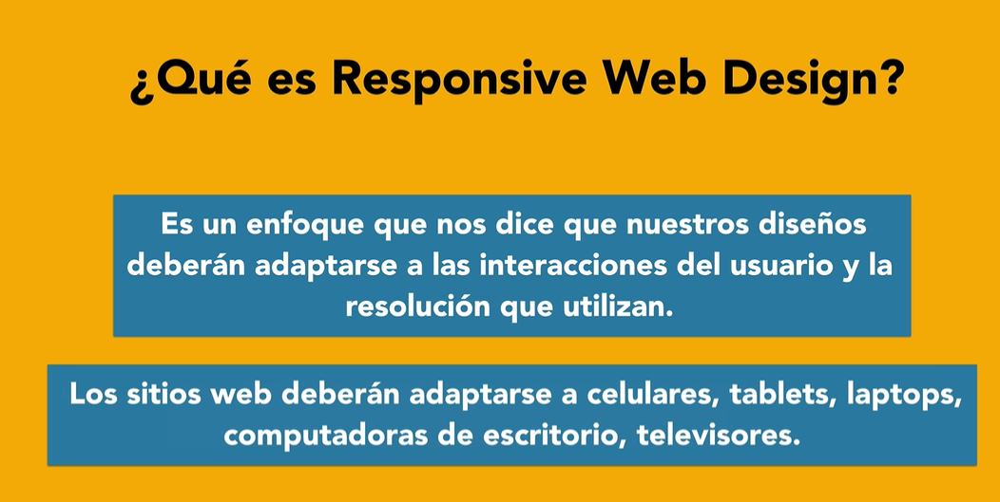 ¿Qué es Responsive Web Design?
Es un enfoque que nos dice que nuestros diseños
deberán adaptarse a las interacciones del usuario y la
resolución que utilizan.
Los sitios web deberán adaptarse a celulares, tablets, laptops,
computadoras de escritorio, televisores.